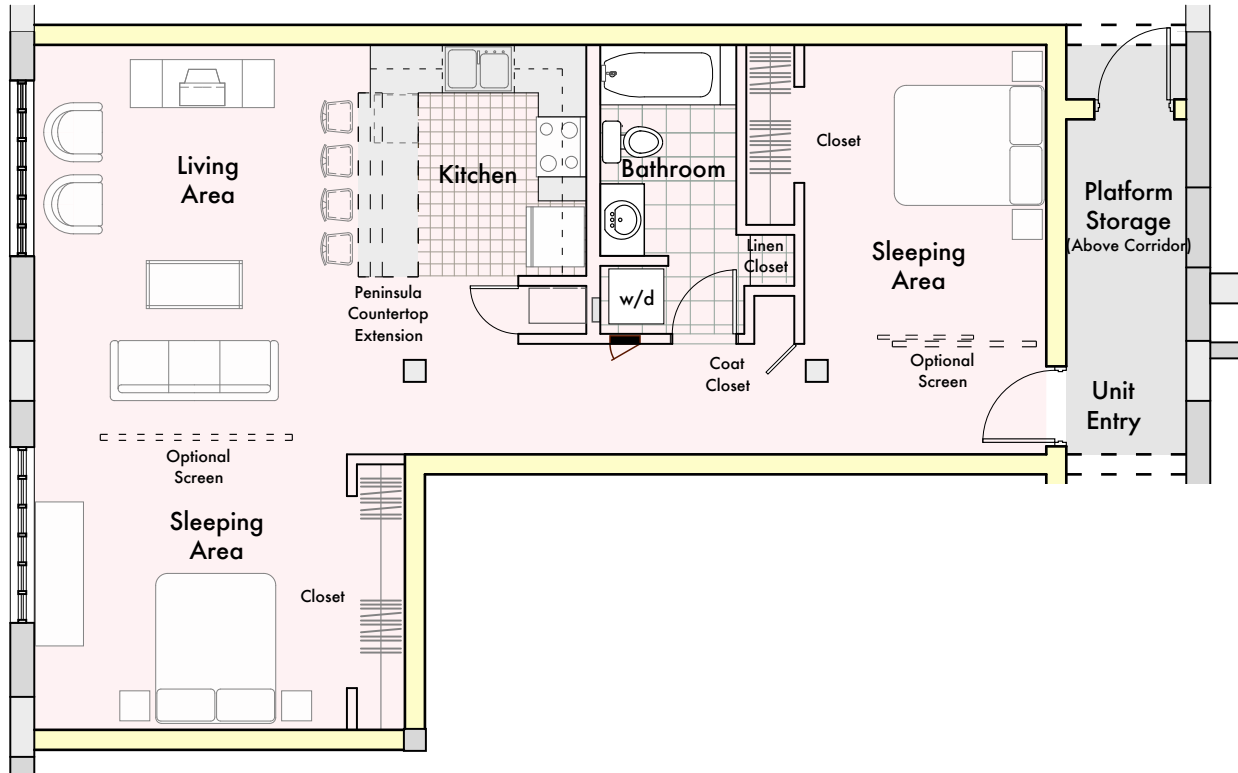 Living
Area
Kitchen
Bathroom
Closet
Platform
Storage
(Above Corridor)
Linen
Closet
Sleeping
Area
w/d
Peninsula
Countertop
Extension
Coat
Closet
Optional
Screen
Unit
Entry
Optional
Screen
Sleeping
Area
Closet